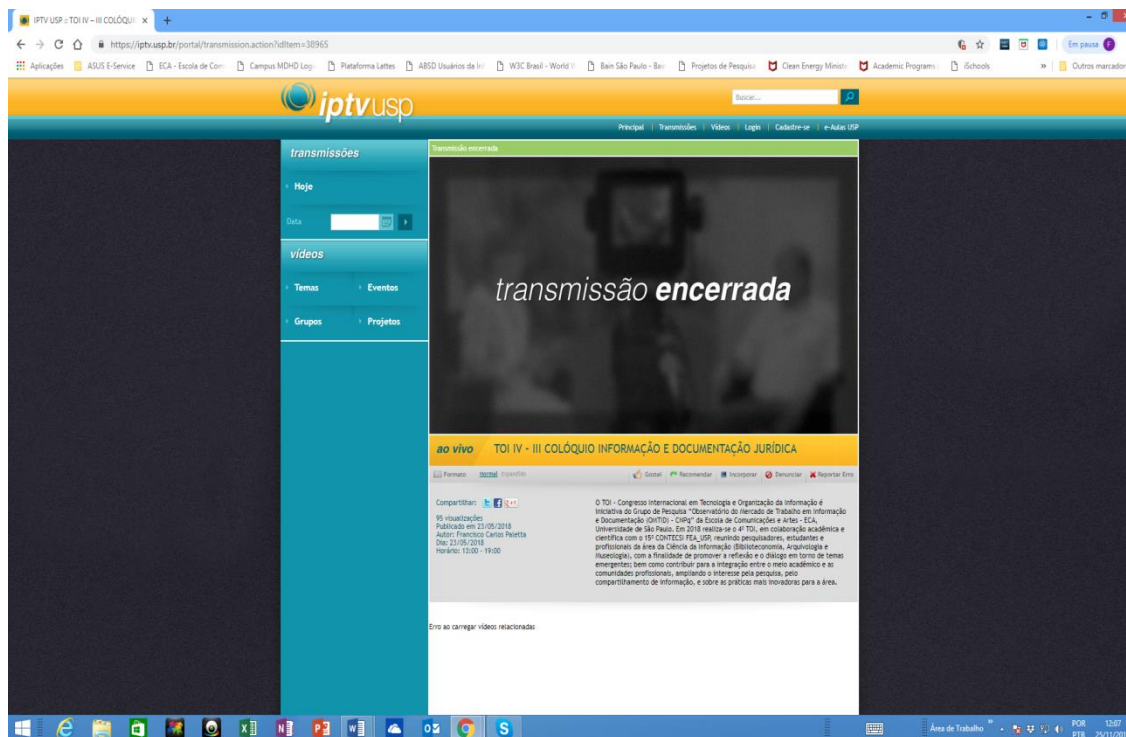 IPTV USP :: TOI IV – III COLÓQUI
https://iptv.usp.br/portal/transmission.action?idItem=38965
Em pausa
F
Aplicações
ASUS E-Service
ECA - Escola de Com
Campus MDHD Log
Plataforma Lattes
ABSD Usuários da In
W3C Brasil - World
Bain São Paulo - Bain
Projetos de Pesquisa
Clean Energy Ministe
Academic Programs
iSchools
»
Outros marcador
iptvusp
Buscar...
Principal | Transmissões | Vídeos | Login | Cadastre-se | e-Aulas USP
transmissões
Hoje
Data
vídeos
Temas Eventos
Grupos Projetos
Transmissão encerrada
transmissão encerrada
ao vivo TOI IV - III COLÓQUIO INFORMAÇÃO E DOCUMENTAÇÃO JURÍDICA
Formato normal Expandido
Gostei Recomendar Incorporar Denunciar Reportar Erro
Compartilhar:
95 visualizações
Publicado em 23/05/2018
Autor: Francisco Carlos Paletta
Dia: 23/05/2018
Horário: 13:00 - 19:00
O TOI - Congresso Internacional em Tecnologia e Organização da Informação é
iniciativa do Grupo de Pesquisa "Observatório do Mercado de Trabalho em Informação
e Documentação (OMTID) - CNPq" da Escola de Comunicações e Artes - ECA,
Universidade de São Paulo. Em 2018 realiza-se o 4º TOI, em colaboração acadêmica e
científica com o 15º CONTECSI FEA_USP, reunindo pesquisadores, estudantes e
profissionais da área da Ciência da Informação (Biblioteconomia, Arquivologia e
Museologia), com a finalidade de promover a reflexão e o diálogo em torno de temas
emergentes; bem como contribuir para a integração entre o meio acadêmico e as
comunidades profissionais, ampliando o interesse pela pesquisa, pelo
compartilhamento de informação, e sobre as práticas mais inovadoras para a área.
Erro ao carregar vídeos relacionadas
Área de Trabalho
POR
PTB
12:07
25/11/201